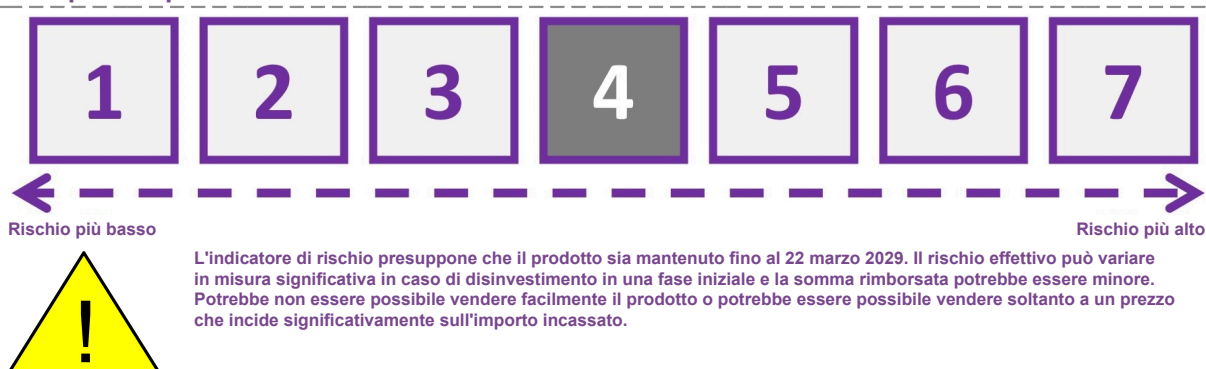 1 2 3 4 5 6 7
Rischio più basso Rischio più alto
L'indicatore di rischio presuppone che il prodotto sia mantenuto fino al 22 marzo 2029. Il rischio effettivo può variare
in misura significativa in caso di disinvestimento in una fase iniziale e la somma rimborsata potrebbe essere minore.
Potrebbe non essere possibile vendere facilmente il prodotto o potrebbe essere possibile vendere soltanto a un prezzo
che incide significativamente sull'importo incassato.
!